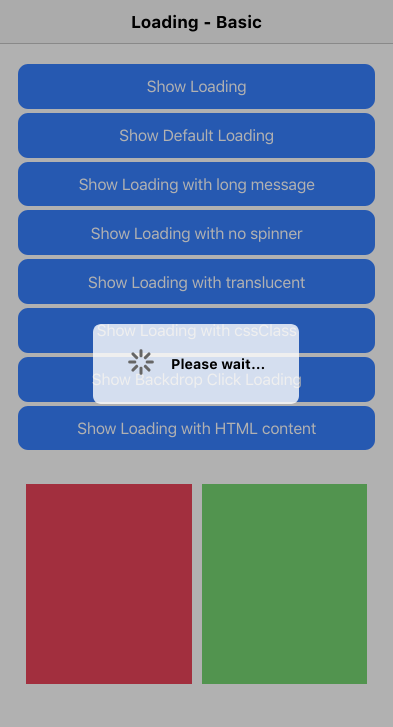 Loading - Basic
Show Loading
Show Default Loading
Show Loading with long message
Show Loading with no spinner
Show Loading with translucent
Show Loading with cssClass
Please wait...
Show Backdrop Click Loading
Show Loading with HTML content